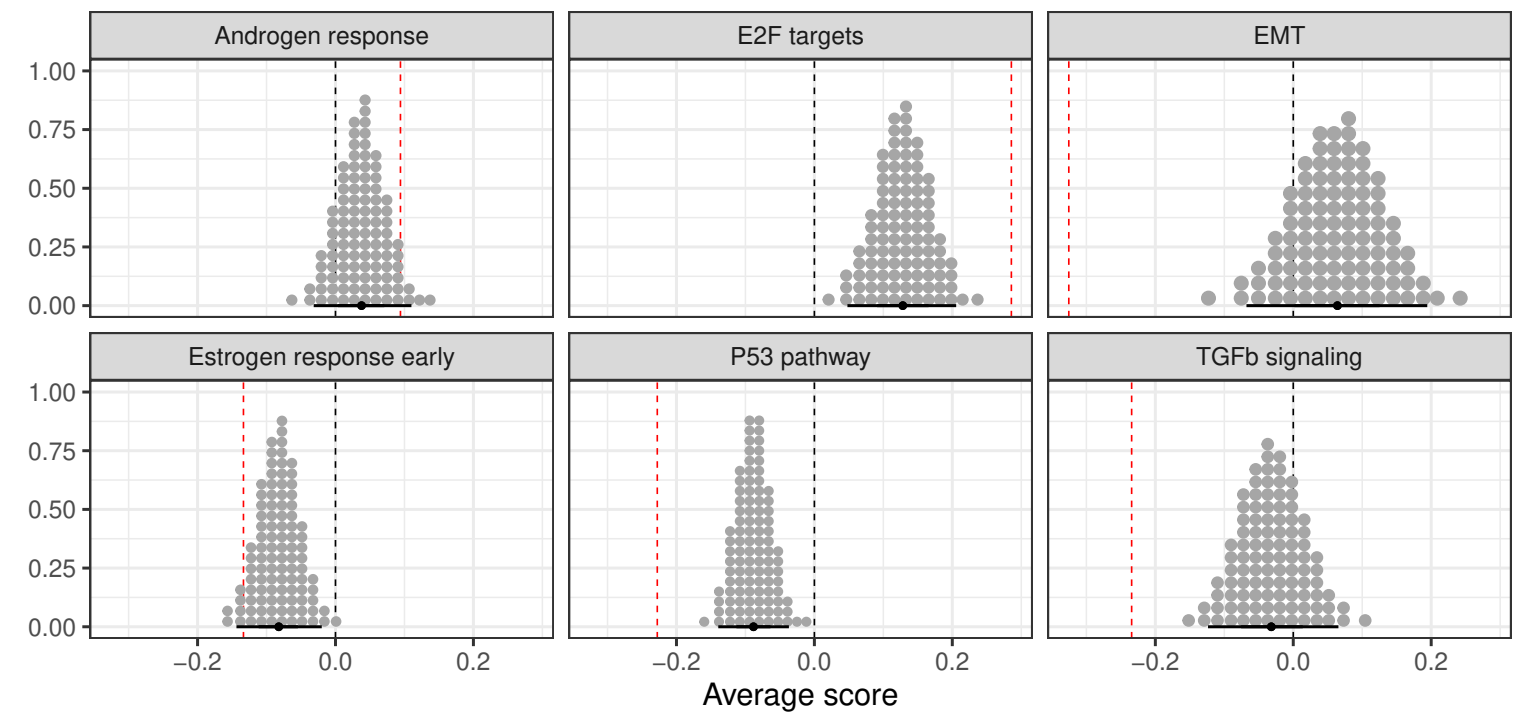 Androgen response
E2F targets
EMT
1.00
0.75
0.50
0.25
0.00
Estrogen response early
P53 pathway
TGFb signaling
1.00
0.75
0.50
0.25
0.00
−0.2 0.0 0.2
−0.2 0.0 0.2
−0.2 0.0 0.2
Average score